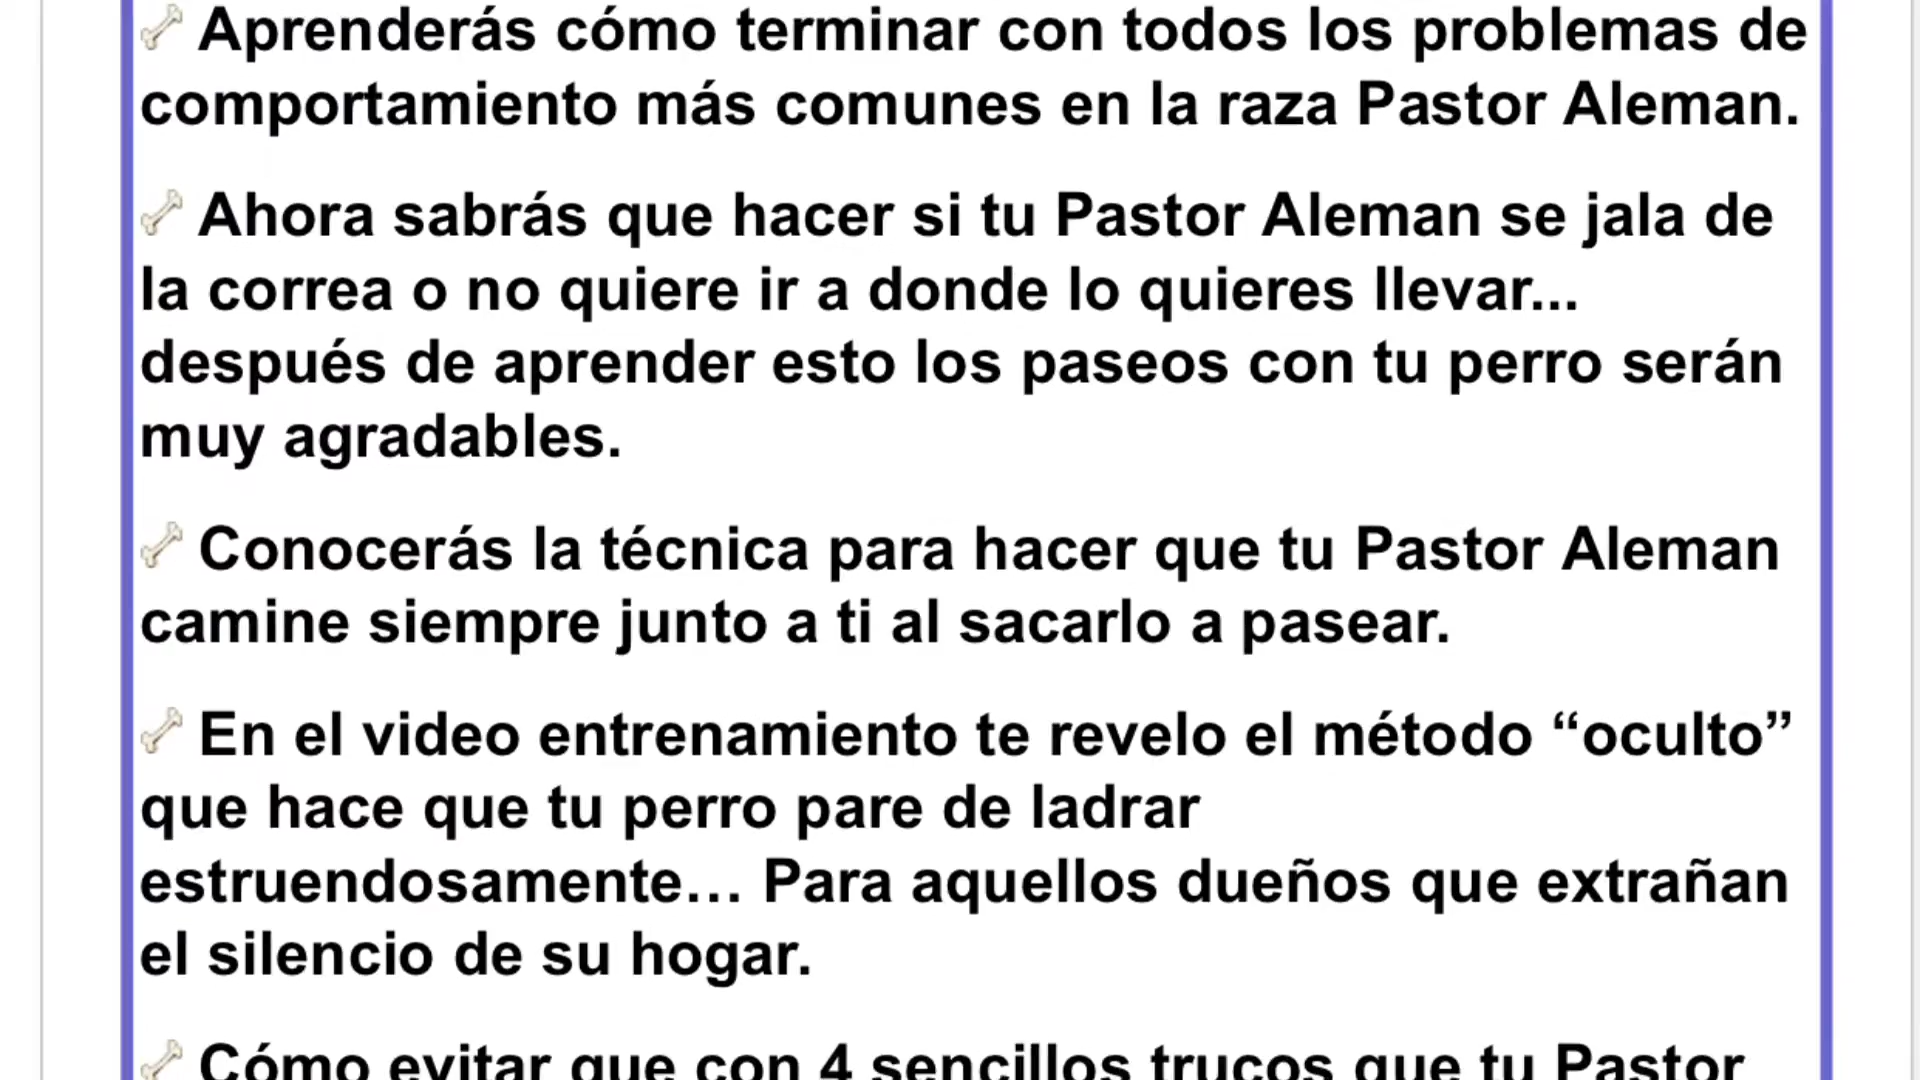 Aprenderás cómo terminar con todos los problemas de
comportamiento más comunes en la raza Pastor Aleman.
Ahora sabrás que hacer si tu Pastor Aleman se jala de
la correa o no quiere ir a donde lo quieres llevar...
después de aprender esto los paseos con tu perro serán
muy agradables.
Conocerás la técnica para hacer que tu Pastor Aleman
camine siempre junto a ti al sacarlo a pasear.
En el video entrenamiento te revelo el método “oculto”
que hace que tu perro pare de ladrar
estruendosamente… Para aquellos dueños que extrañan
el silencio de su hogar.
Cómo evitar que con 4 sencillos trucos que tu Pastor